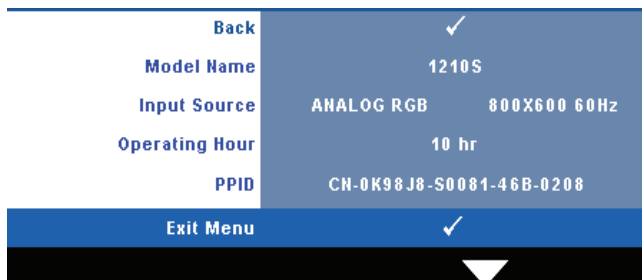 Back ✓
Model Name 1210S
Input Source ANALOG RGB 800X600 60Hz
Operating Hour 10 hr
PPID CN-0K98J8-S0081-46B-0208
Exit Menu ✓